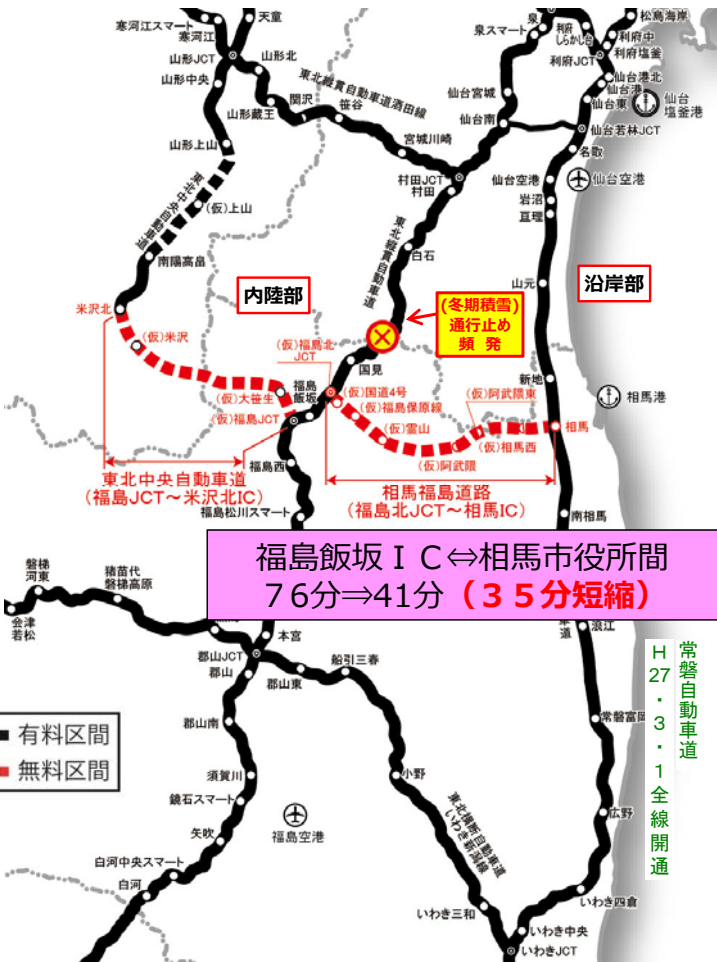 寒河江スマート
寒河江
天童
山形JCT
山形北
山形中央
関沢
笹谷
東北縦貫自動車道酒田線
山形蔵王
宮城川崎
山形上山
村田JCT
村田
東北中央自動車道
(仮)上山
南陽高畠
泉スマート
泉
利府
しらかし台
松島海岸
利府中
利府塩釜
利府JCT
仙台港北
仙台港
仙台宮城
仙台東
仙台
塩釜港
仙台南
仙台若林JCT
名取
仙台空港
仙台空港
岩沼
亘理
東北縦貫自動車道
白石
山元
内陸部
沿岸部
米沢北
(仮)米沢
(冬期積雪)
通行止め
頻 発
(仮)福島北
JCT
国見
新地
相馬港
(仮)大笹生
福島
飯坂
(仮)国道4号
(仮)福島保原線
(仮)阿武隈東
(仮)福島JCT
(仮)霊山
(仮)相馬西
相馬
(仮)阿武隈
福島西
東北中央自動車道
(福島JCT~米沢北IC)
相馬福島道路
(福島北JCT~相馬IC)
福島松川スマート
南相馬
福島飯坂IC⇔相馬市役所間
76分⇒41分(35分短縮)
磐梯
河東
猪苗代
磐梯高原
会津
若松
本宮
郡山JCT
郡山
郡山東
船引三春
車道
浪江
常磐自動車道
H27・3・1全線開通
常磐富岡
郡山南
有料区間
無料区間
須賀川
鏡石スマート
小野
福島空港
東北横断自動車道
いわき新潟線
広野
矢吹
白河中央スマート
白河
いわき三和
いわき四倉
いわき中央
いわきJCT